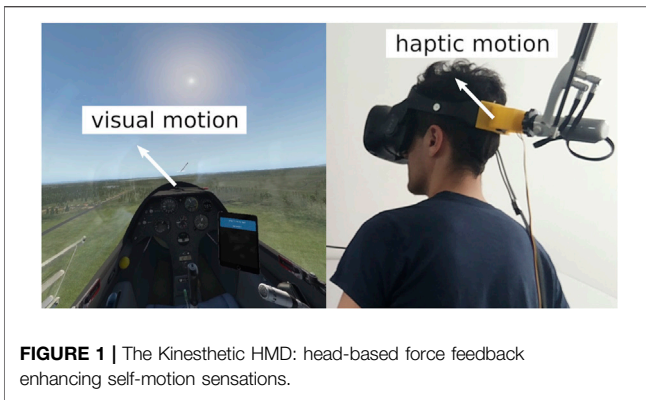 visual motion
haptic motion
FIGURE 1 | The Kinesthetic HMD: head-based force feedback
enhancing self-motion sensations.